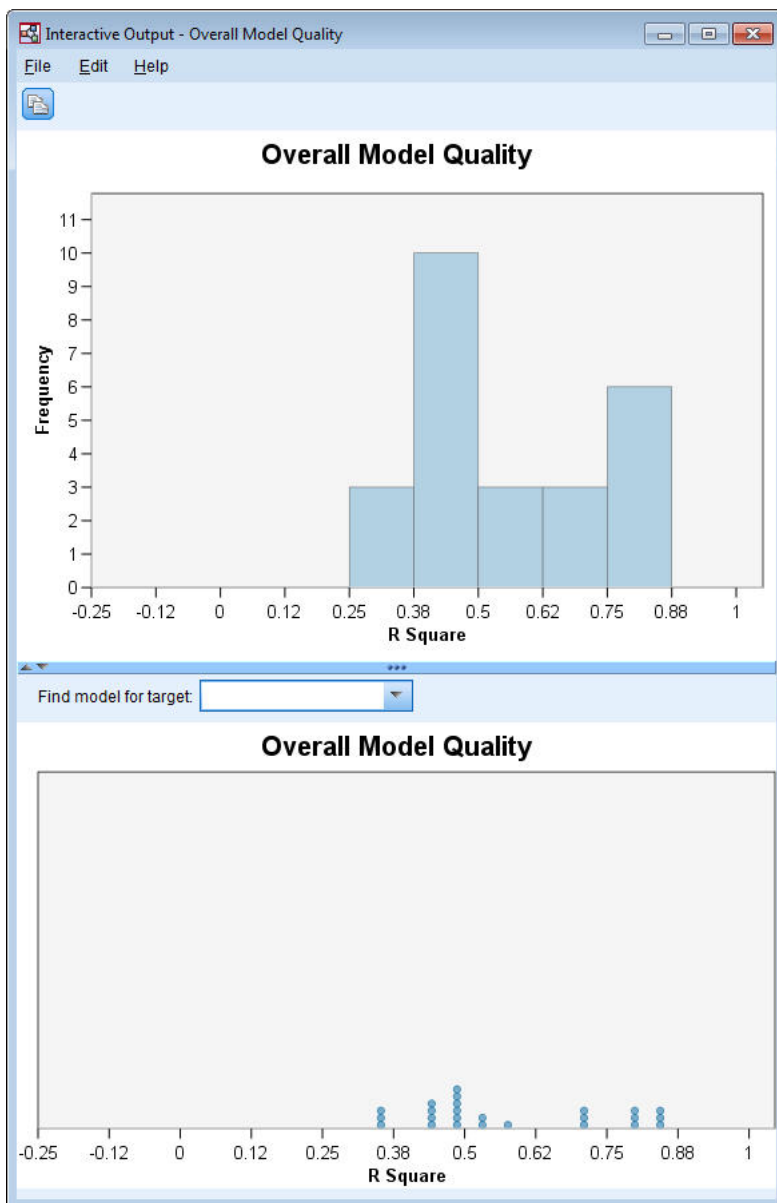 Interactive Output - Overall Model Quality
File Edit Help
Overall Model Quality
11
10
9
8
7
6
5
4
3
2
1
0
Frequency
-0.25 -0.12 0 0.12 0.25 0.38 0.5 0.62 0.75 0.88 1
R Square
Find model for target:
Overall Model Quality
-0.25 -0.12 0 0.12 0.25 0.38 0.5 0.62 0.75 0.88 1
R Square